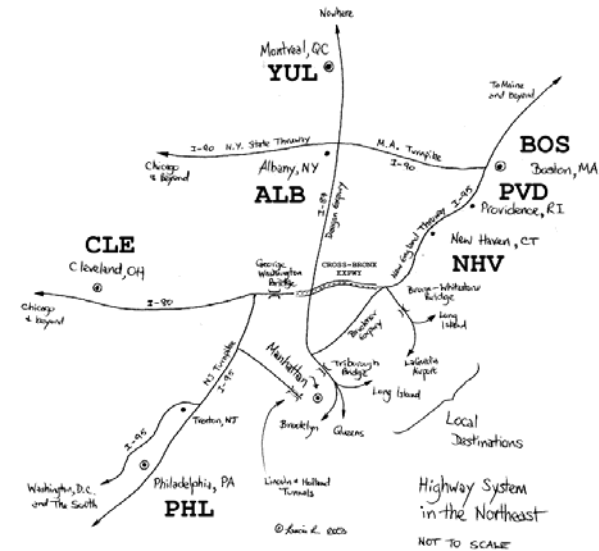 Nowhere
Montreal, QC
YUL
To Maine
and Beyond
I-90 N.Y. State Thruway
M.A. Turnpike
I-90
BOS
Boston, MA
Chicago
& Beyond
Albany, NY
ALB
I-87
Deegan Expwy
I-95
PVD
Providence, RI
New England Thruway
New Haven, CT
NHV
CLE
Cleveland, OH
George
Washington
Bridge
CROSS-BRONX
EXPWY
Bronx-Whitestone
Bridge
Chicago
& beyond
I-80
Long
Island
Bruckner Expwy
LaGuardia
Airport
NJ Turnpike
I-95
Manhattan
Triborough
Bridge
Long Island
Trenton, NJ
Brooklyn
Queens
Local
Destinations
I-95
Washington, D.C.
and The South
Philadelphia, PA
PHL
Lincoln & Holland
Tunnels
Highway System
in the Northeast
NOT TO SCALE